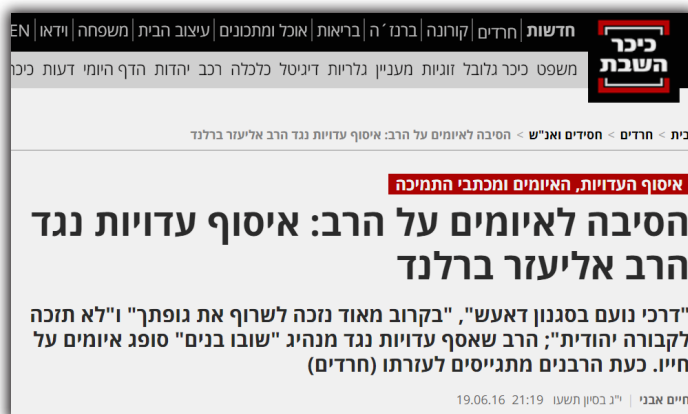 חדשות | חרדים | קורונה | ברנז´ה | בריאות | אוכל ומתכונים | עיצוב הבית | משפחה | וידאו | EN
כיכר
השבת
משפט כיכר גלובל זוגיות מעניין גלריות דיגיטל כלכלה רכב יהדות הדף היומי דעות כיכר
בית > חרדים > חסידים ואנ"ש > הסיבה לאיומים על הרב: איסוף עדויות נגד הרב אליעזר ברלנד
איסוף העדויות, האיומים ומכתבי התמיכה
הסיבה לאיומים על הרב: איסוף עדויות נגד
הרב אליעזר ברלנד
"דרכי נועם בסגנון דאעש", "בקרוב מאוד נזכה לשרוף את גופתך" ו"לא תזכה
לקבורה יהודית"; הרב שאסף עדויות נגד מנהיג "שובו בנים" סופג איומים על
חייו. כעת הרבנים מתגייסים לעזרתו (חרדים)
חיים אבני | י"ג בסיון תשעו 21:19 19.06.16